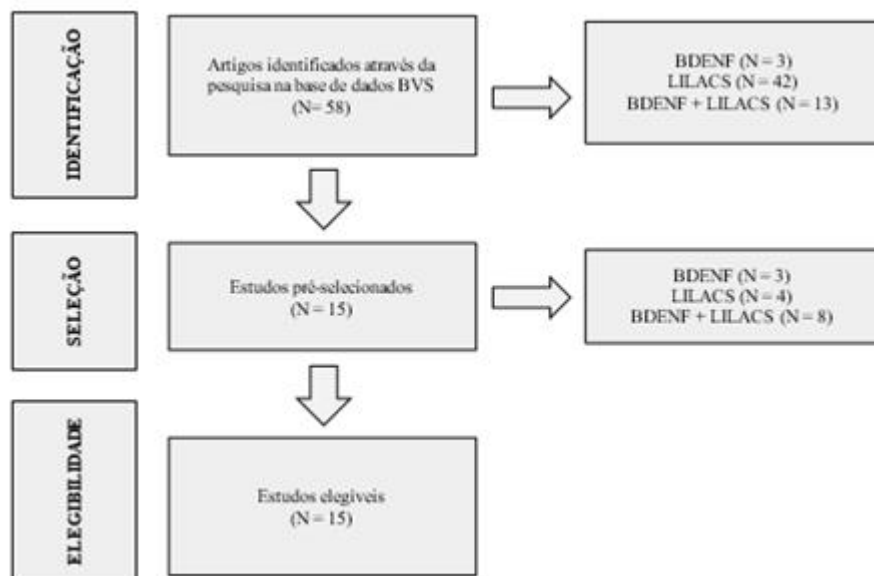 IDENTIFICAÇÃO
Artigos identificados através da
pesquisa na base de dados BVS
(N= 58)
BDENF (N = 3)
LILACS (N = 42)
BDENF + LILACS (N = 13)
SELEÇÃO
Estudos pré-selecionados
(N = 15)
BDENF (N = 3)
LILACS (N = 4)
BDENF + LILACS (N = 8)
ELEGIBILIDADE
Estudos elegíveis
(N = 15)